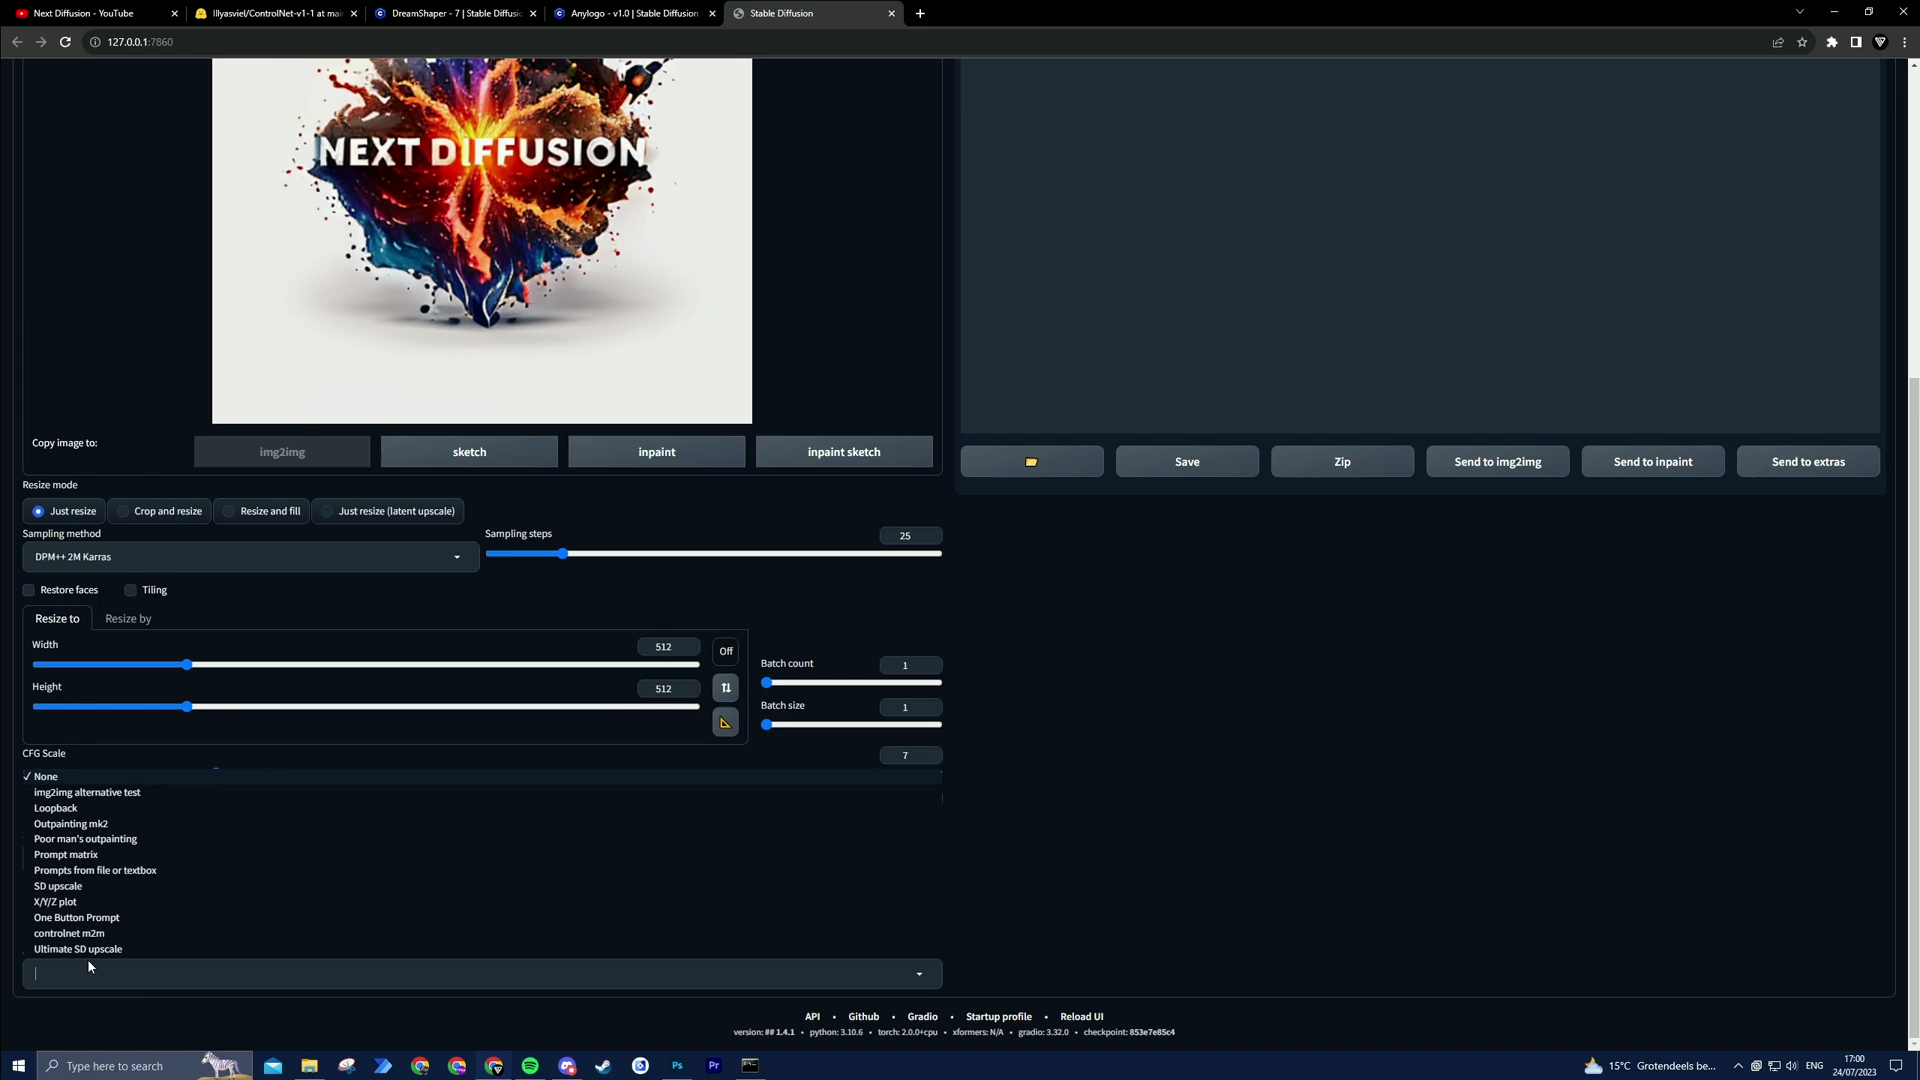 Next Diffusion - YouTube
lllyasviel/ControlNet-v1-1 at mai
DreamShaper - 7 | Stable Diffusio
Anylogo - v1.0 | Stable Diffusion
Stable Diffusion
127.0.0.1:7860
NEXT DIFFUSION
Copy image to:
img2img
sketch
inpaint
inpaint sketch
Save
Zip
Send to img2img
Send to inpaint
Send to extras
Resize mode
Just resize
Crop and resize
Resize and fill
Just resize (latent upscale)
Sampling method
Sampling steps
25
DPM++ 2M Karras
Restore faces
Tiling
Resize to
Resize by
Width
512
Off
Height
512
Batch count
1
Batch size
1
CFG Scale
7
✓ None
img2img alternative test
Loopback
Outpainting mk2
Poor man's outpainting
Prompt matrix
Prompts from file or textbox
SD upscale
X/Y/Z plot
One Button Prompt
controlnet m2m
Ultimate SD upscale
API • Github • Gradio • Startup profile • Reload UI
version: ## 1.4.1 • python: 3.10.6 • torch: 2.0.0+cpu • xformers: N/A • gradio: 3.32.0 • checkpoint: 853e7e85c4
Type here to search
Ps
Pr
15°C Grotendeels be...
ENG
17:00
24/07/2023